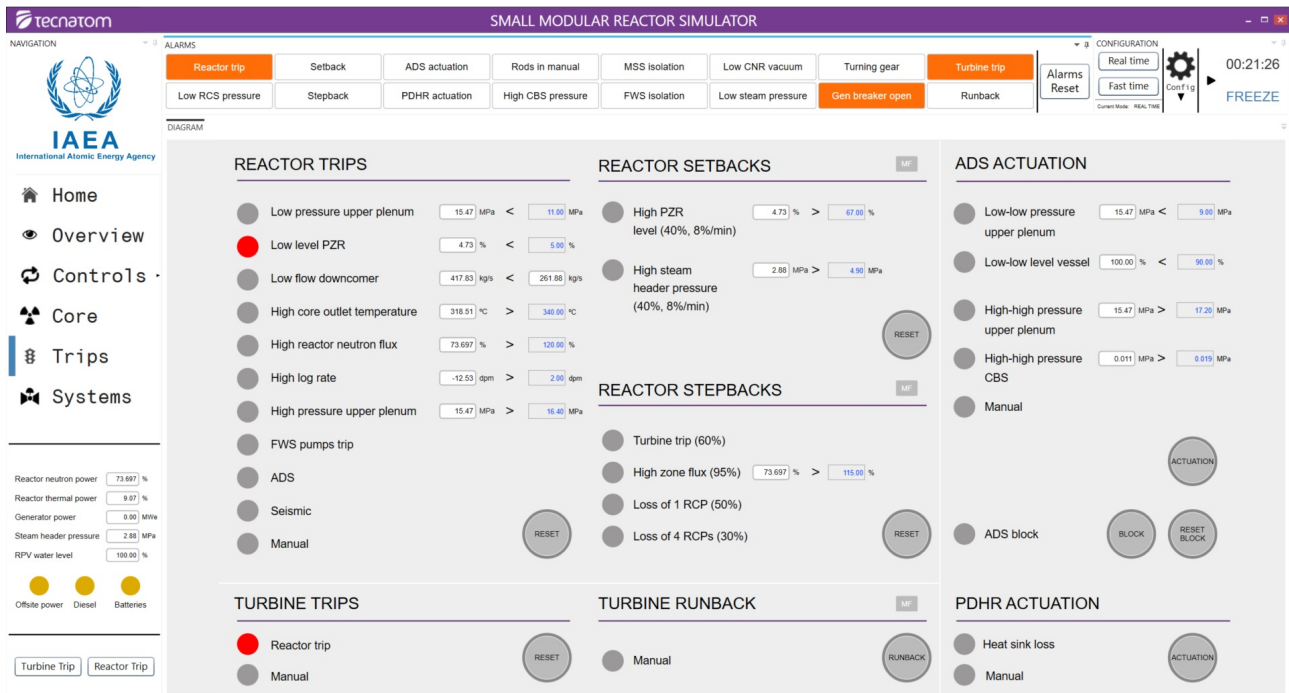 tecnatom
SMALL MODULAR REACTOR SIMULATOR
NAVIGATION
IAEA
International Atomic Energy Agency
Home
Overview
Controls
Core
Trips
Systems
Reactor neutron power 73.697 %
Reactor thermal power 9.07 %
Generator power 0.00 MWe
Steam header pressure 2.88 MPa
RPV water level 100.00 %
Offsite power Diesel Batteries
Turbine Trip Reactor Trip
ALARMS
Reactor trip Setback ADS actuation Rods in manual MSS isolation Low CNR vacuum Turning gear Turbine trip
Low RCS pressure Stepback PDHR actuation High CBS pressure FWS isolation Low steam pressure Gen breaker open Runback
Alarms
Reset
CONFIGURATION
Real time
Fast time
Current Mode: REAL TIME
Config
00:21:26
FREEZE
DIAGRAM
REACTOR TRIPS
Low pressure upper plenum 15.47 MPa < 11.00 MPa
Low level PZR 4.73 % < 5.00 %
Low flow downcomer 417.83 kg/s < 261.88 kg/s
High core outlet temperature 318.51 ºC > 340.00 ºC
High reactor neutron flux 73.697 % > 120.00 %
High log rate -12.53 dpm > 2.00 dpm
High pressure upper plenum 15.47 MPa > 16.40 MPa
FWS pumps trip
ADS
Seismic
Manual
RESET
REACTOR SETBACKS MF
High PZR 4.73 % > 67.00 %
level (40%, 8%/min)
High steam 2.88 MPa > 4.90 MPa
header pressure
(40%, 8%/min)
RESET
REACTOR STEPBACKS MF
Turbine trip (60%)
High zone flux (95%) 73.697 % > 115.00 %
Loss of 1 RCP (50%)
Loss of 4 RCPs (30%)
RESET
ADS ACTUATION
Low-low pressure 15.47 MPa < 9.00 MPa
upper plenum
Low-low level vessel 100.00 % < 90.00 %
High-high pressure 15.47 MPa > 17.20 MPa
upper plenum
High-high pressure 0.011 MPa > 0.019 MPa
CBS
Manual
ACTUATION
ADS block BLOCK RESET
BLOCK
TURBINE TRIPS
Reactor trip
Manual
RESET
TURBINE RUNBACK MF
Manual
RUNBACK
PDHR ACTUATION
Heat sink loss
Manual
ACTUATION